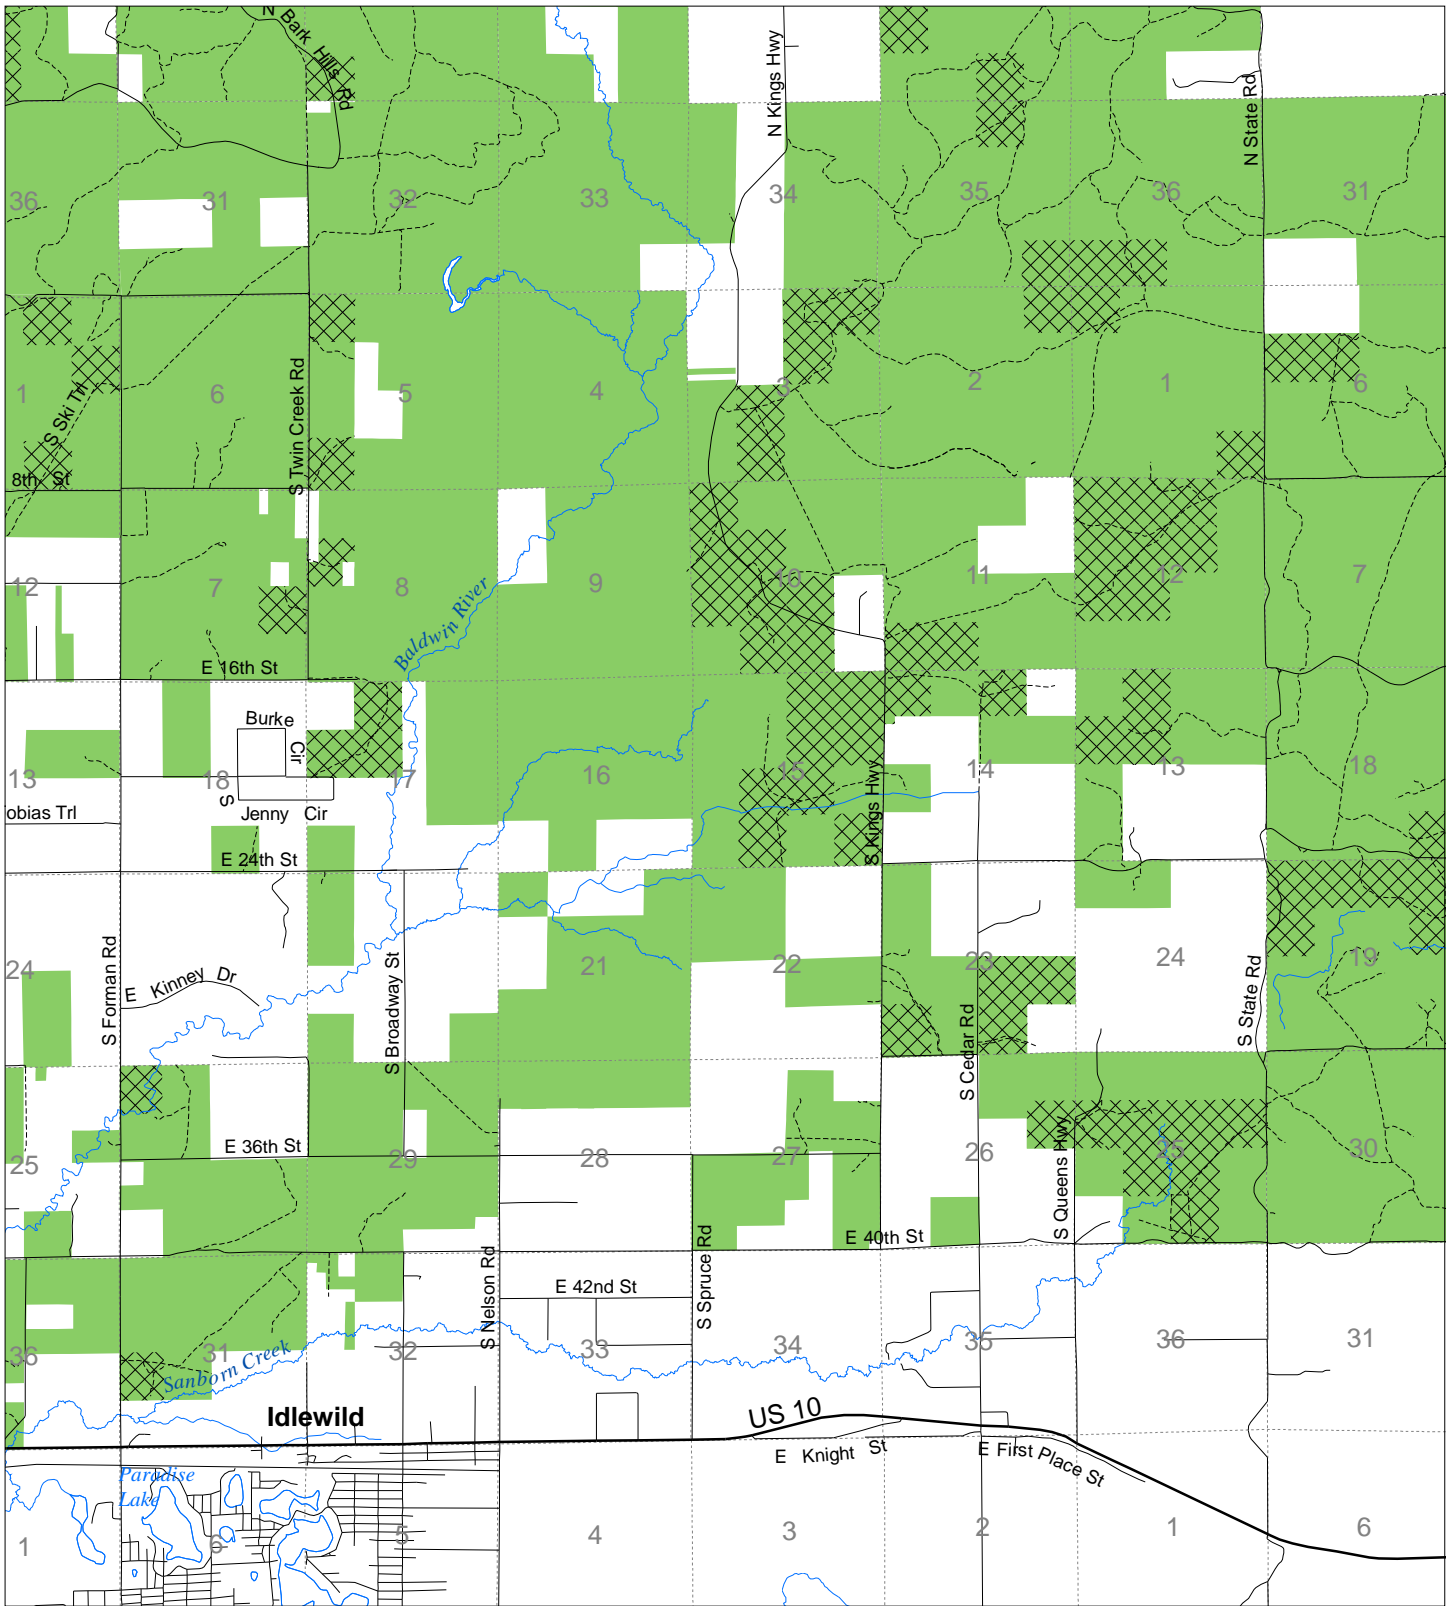 N Bark Hills Rd
N Kings Hwy
N State Rd
36
31
32
33
34
35
36
31
S Twin Creek Rd
S Ski Trl
1
6
5
4
3
2
1
6
8th St
12
7
8
9
10
11
12
7
Baldwin River
E 16th St
Burke Cir
13
18
17
16
15
14
13
18
S Jenny Cir
obias Trl
S Kings Hwy
E 24th St
S Forman Rd
24
E Kinney Dr
S Broadway St
21
22
23
24
19
S State Rd
S Cedar Rd
E 36th St
25
29
28
27
26
25
30
S Queens Hwy
E 40th St
S Nelson Rd
E 42nd St
S Spruce Rd
36
31
32
33
34
35
36
31
Sanborn Creek
Idlewild
US 10
E Knight St
E First Place St
Paradise
Lake
1
6
5
4
3
2
1
6